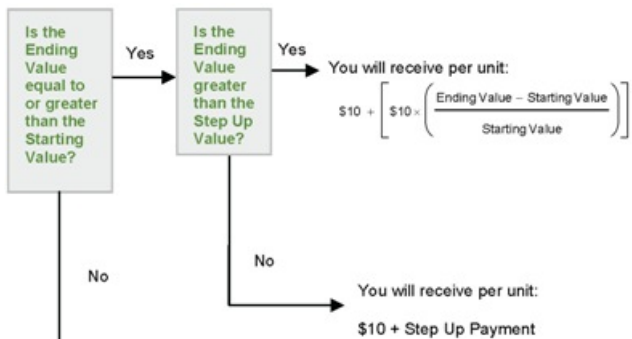 Is the
Ending
Value
equal to
or greater
than the
Starting
Value?
Yes
Is the
Ending
Value
greater
than the
Step Up
Value?
Yes
You will receive per unit:
$10 + [ $10 × ( Ending Value − Starting Value
Starting Value ) ]
No
No
You will receive per unit:
$10 + Step Up Payment